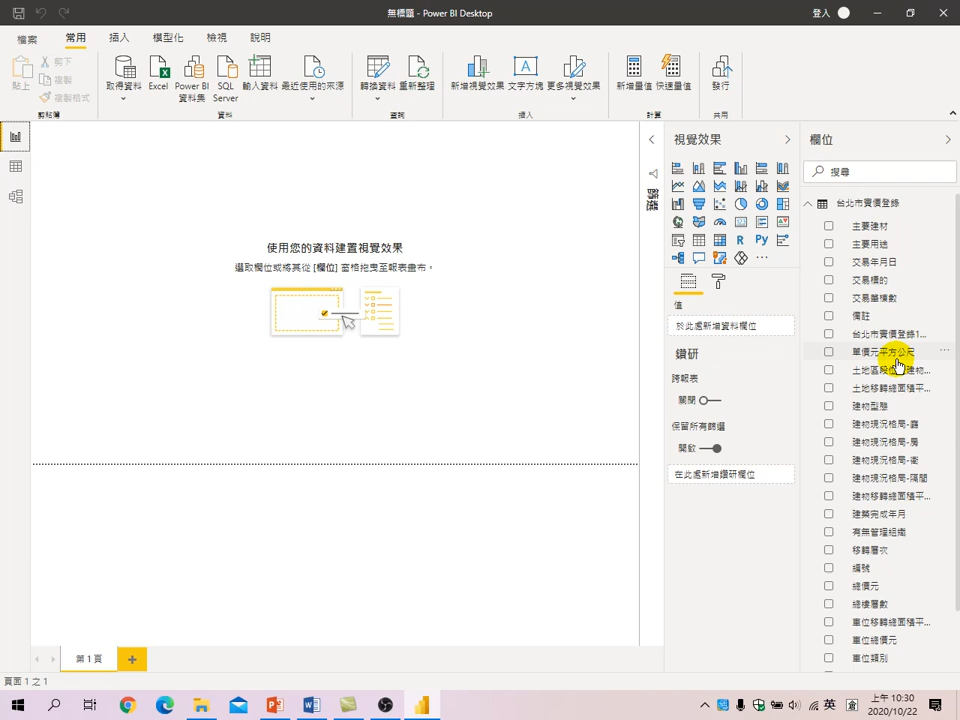 無標題 - Power BI Desktop
登入
檔案
常用
插入
模型化
檢視
說明
貼上
剪下
複製
複製格式
剪貼簿
取得資料
Excel
Power BI
資料集
SQL
Server
輸入資料
最近使用的來源
資料
轉換資料
重新整理
查詢
新增視覺效果
文字方塊
更多視覺效果
插入
新增量值
快速量值
計算
發行
共用
使用您的資料建置視覺效果
選取欄位或將其從 [欄位] 窗格拖曳至報表畫布。
篩選
視覺效果
R
Py
值
於此處新增資料欄位
鑽研
跨報表
關閉
保留所有篩選
開啟
在此處新增鑽研欄位
欄位
搜尋
台北市實價登錄
主要建材
主要用途
交易年月日
交易標的
交易筆棟數
備註
台北市實價登錄1...
單價元平方公尺
土地區段位...建物...
土地移轉總面積平...
建物型態
建物現況格局-廳
建物現況格局-房
建物現況格局-衛
建物現況格局-隔間
建物移轉總面積平...
建築完成年月
有無管理組織
移轉層次
編號
總價元
總樓層數
車位移轉總面積平...
車位總價元
車位類別
第 1 頁
頁面 1 之 1
英
上午 10:30
2020/10/22